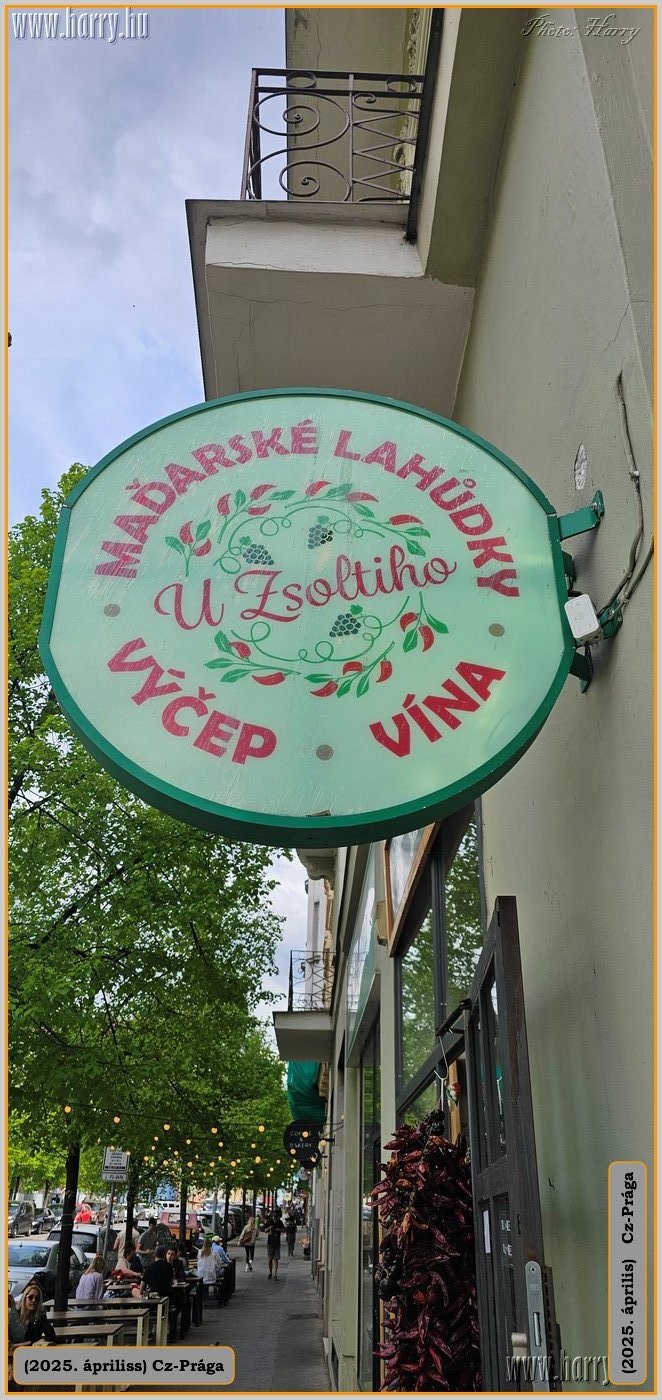 www.harry.hu
Photo: Harry
MAĎARSKÉ LAHŮDKY
U Zsoltiho
VÝČEP
VÍNA
(2025. április) Cz-Prága
(2025. ápriliss) Cz-Prága
www.harry